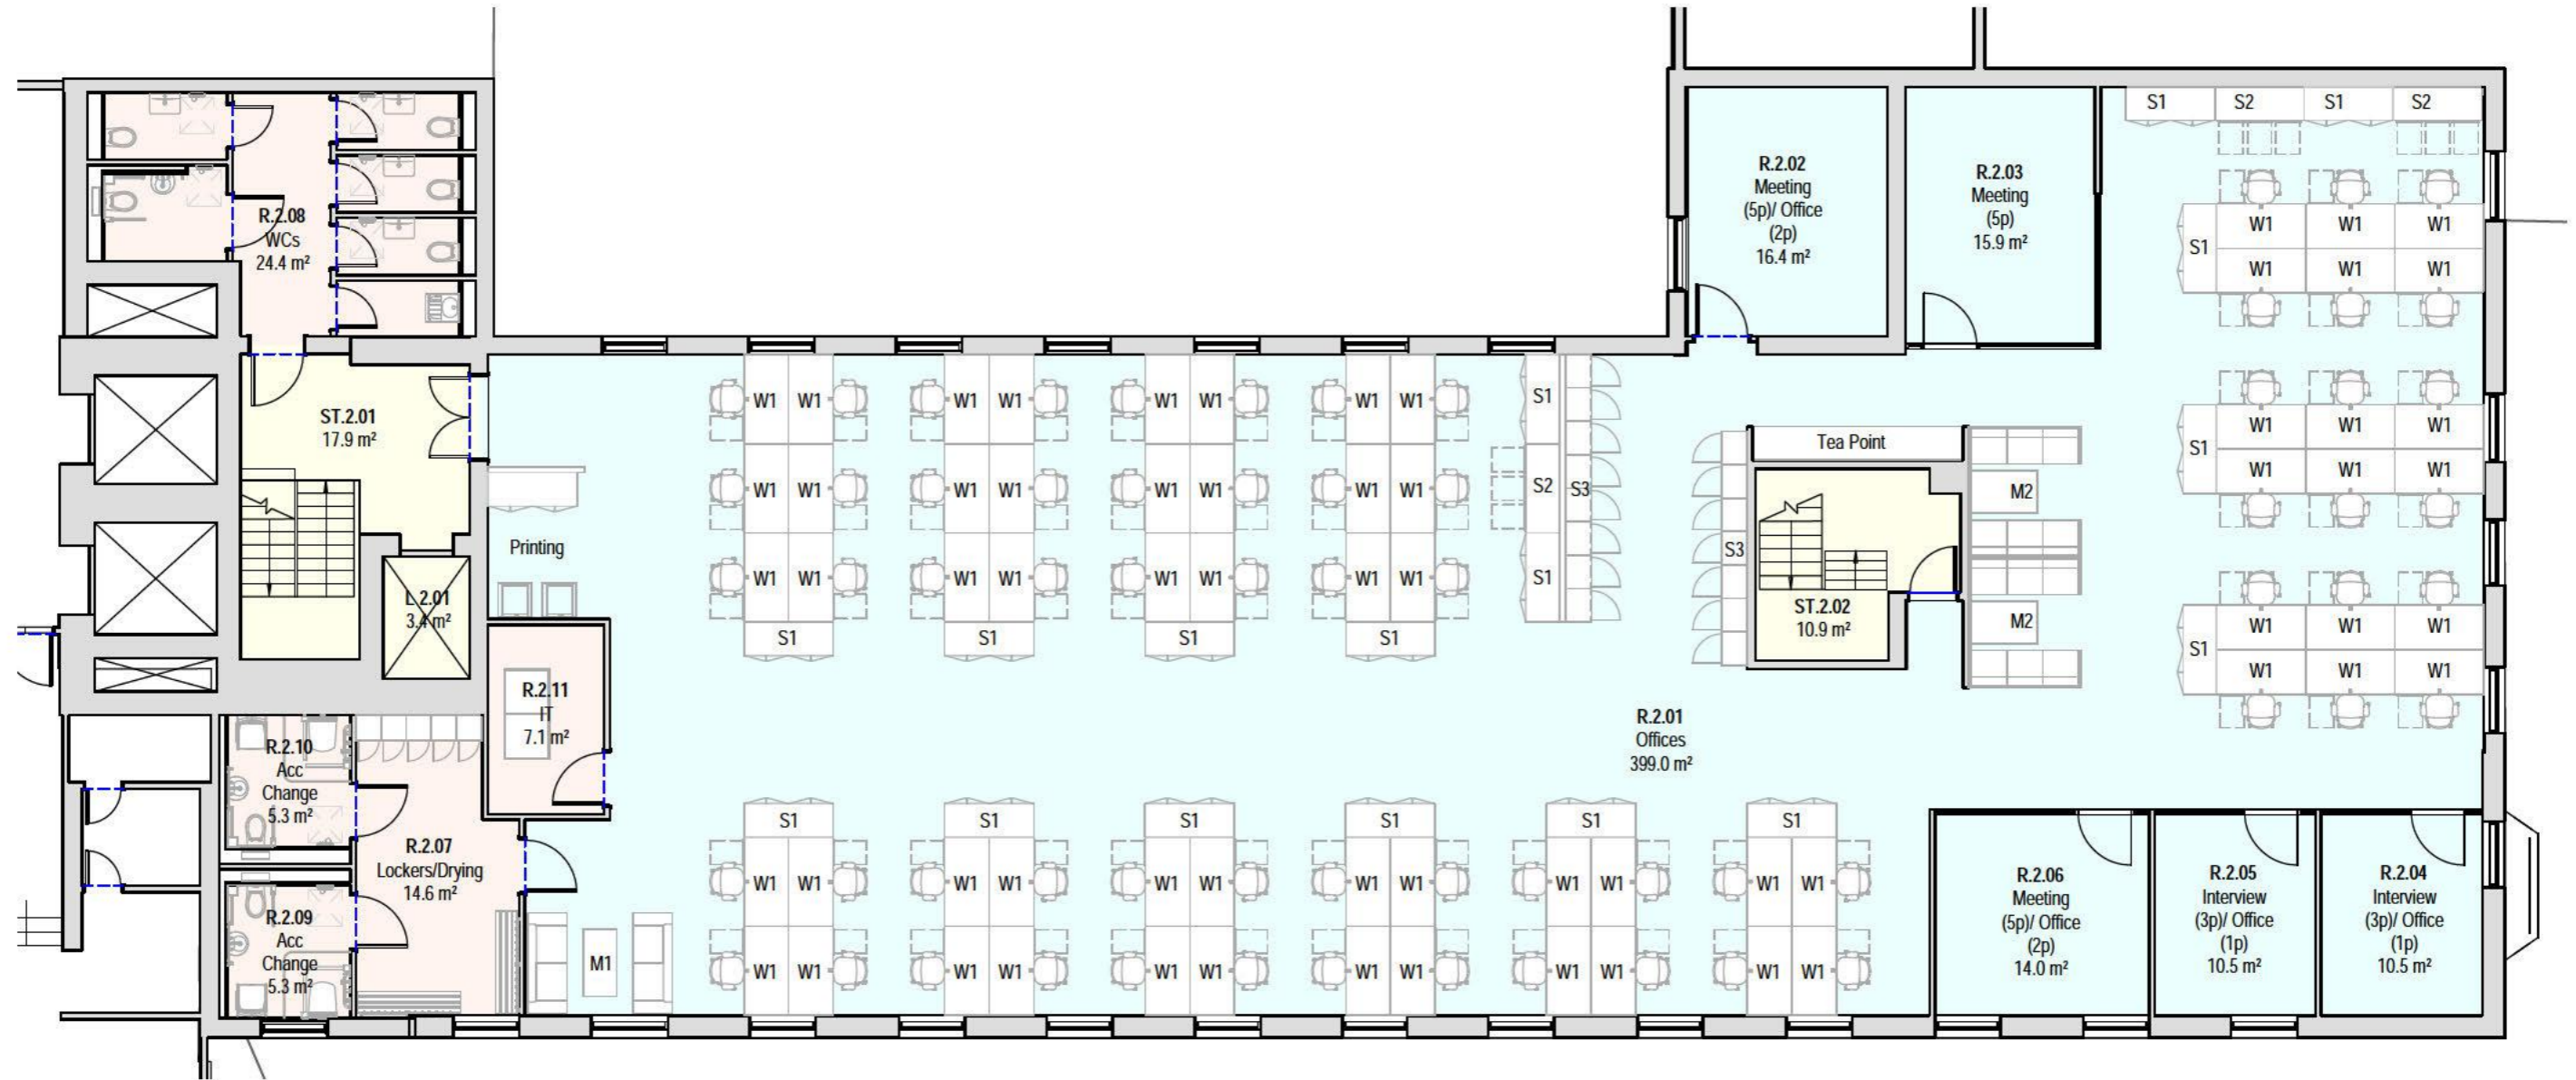 S1 S2 S1 S2
R.2.02
Meeting
(5p)/ Office
(2p)
16.4 m²
R.2.03
Meeting
(5p)
15.9 m²
R.2.08
WCs
24.4 m²
W1 W1 W1
S1
W1 W1 W1
ST.2.01
17.9 m²
W1 W1 W1 W1 W1 W1 W1 W1 S1
Tea Point
W1 W1 W1
S1
W1 W1 W1
W1 W1 W1 W1 W1 W1 W1 W1 S2 S3
M2
Printing
S3
W1 W1 W1 W1 W1 W1 W1 W1 S1
L.2.01
3.4 m²
ST.2.02
10.9 m²
M2
S1 S1 S1 S1
W1 W1 W1
S1
W1 W1 W1
R.2.11
IT
7.1 m²
R.2.01
Offices
399.0 m²
R.2.10
Acc
Change
5.3 m²
R.2.07
Lockers/Drying
14.6 m²
R.2.09
Acc
Change
5.3 m²
M1
S1 S1 S1 S1 S1 S1
W1 W1 W1 W1 W1 W1 W1 W1 W1 W1 W1 W1
W1 W1 W1 W1 W1 W1 W1 W1 W1 W1 W1 W1
R.2.06
Meeting
(5p)/ Office
(2p)
14.0 m²
R.2.05
Interview
(3p)/ Office
(1p)
10.5 m²
R.2.04
Interview
(3p)/ Office
(1p)
10.5 m²